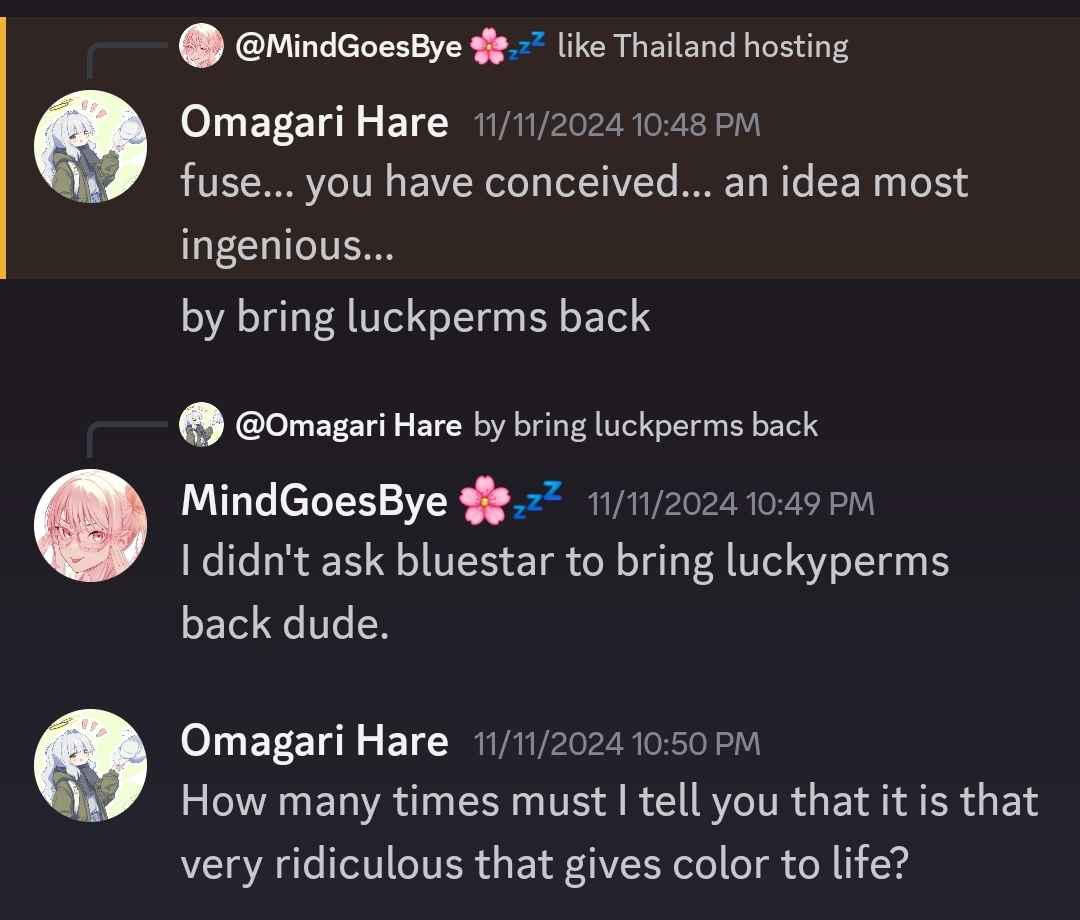 @MindGoesBye 🌸💤 like Thailand hosting
Omagari Hare 11/11/2024 10:48 PM
fuse... you have conceived... an idea most
ingenious...
by bring luckperms back
@Omagari Hare by bring luckperms back
MindGoesBye 🌸💤 11/11/2024 10:49 PM
I didn't ask bluestar to bring luckyperms
back dude.
Omagari Hare 11/11/2024 10:50 PM
How many times must I tell you that it is that
very ridiculous that gives color to life?